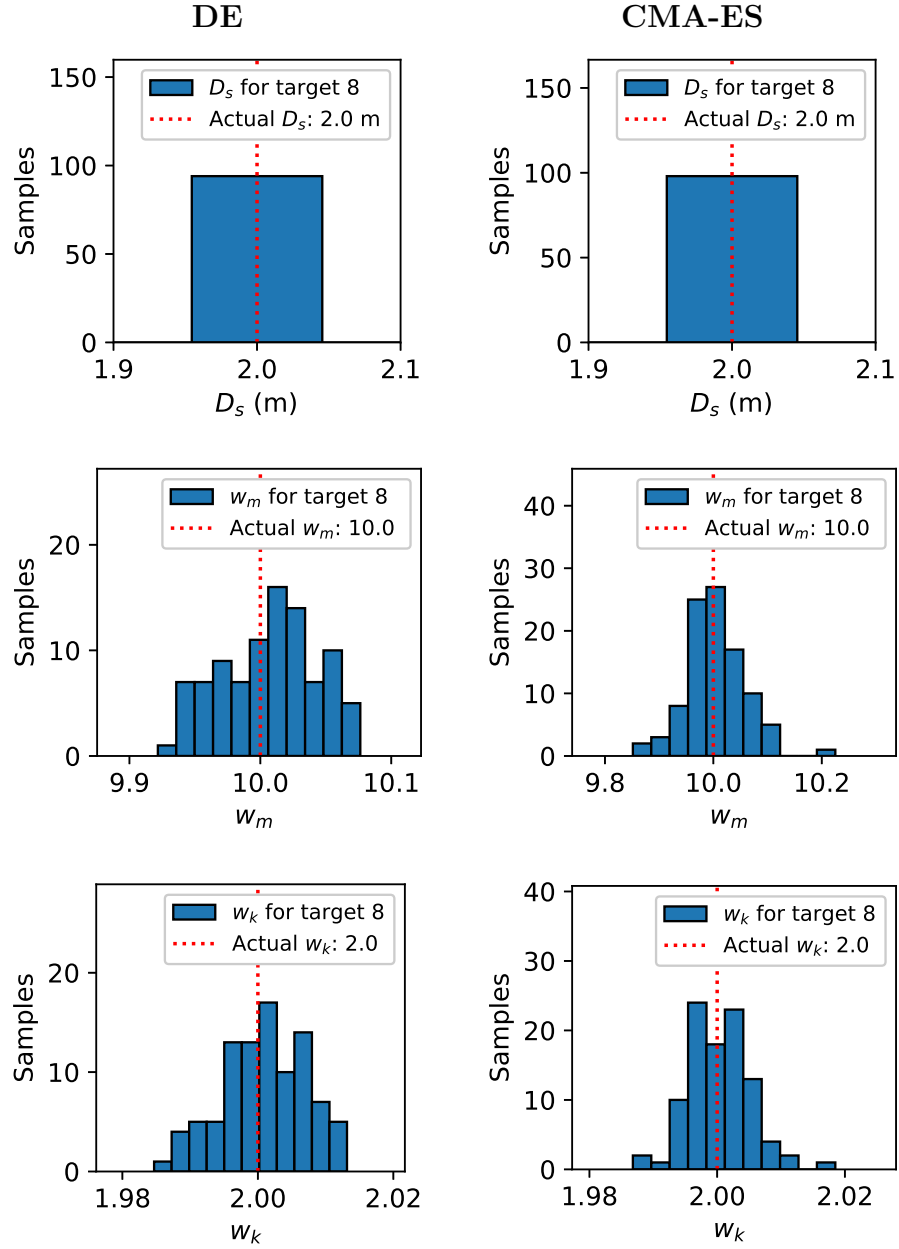 DE
CMA-ES
150
100
50
0
Samples
D_s for target 8
Actual D_s: 2.0 m
1.9
2.0
2.1
D_s (m)
150
100
50
0
Samples
D_s for target 8
Actual D_s: 2.0 m
1.9
2.0
2.1
D_s (m)
20
10
0
Samples
w_m for target 8
Actual w_m: 10.0
9.9
10.0
10.1
w_m
40
30
20
10
0
Samples
w_m for target 8
Actual w_m: 10.0
9.8
10.0
10.2
w_m
20
10
0
Samples
w_k for target 8
Actual w_k: 2.0
1.98
2.00
2.02
w_k
40
30
20
10
0
Samples
w_k for target 8
Actual w_k: 2.0
1.98
2.00
2.02
w_k